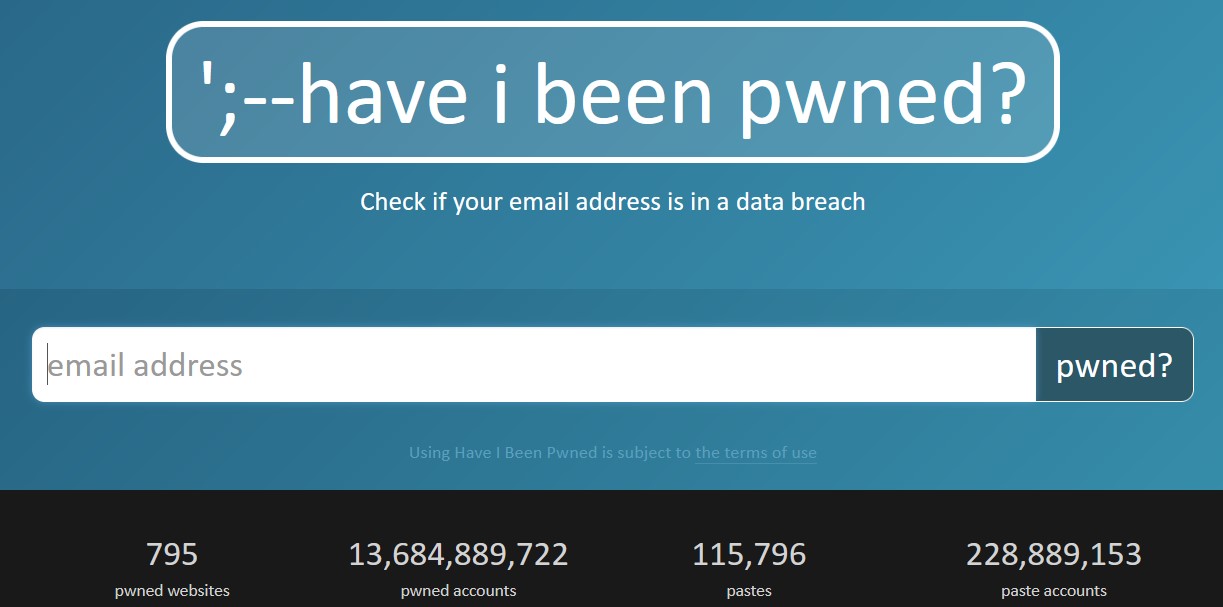 ';--have i been pwned?
Check if your email address is in a data breach
email address
pwned?
Using Have I Been Pwned is subject to the terms of use
795
pwned websites
13,684,889,722
pwned accounts
115,796
pastes
228,889,153
paste accounts